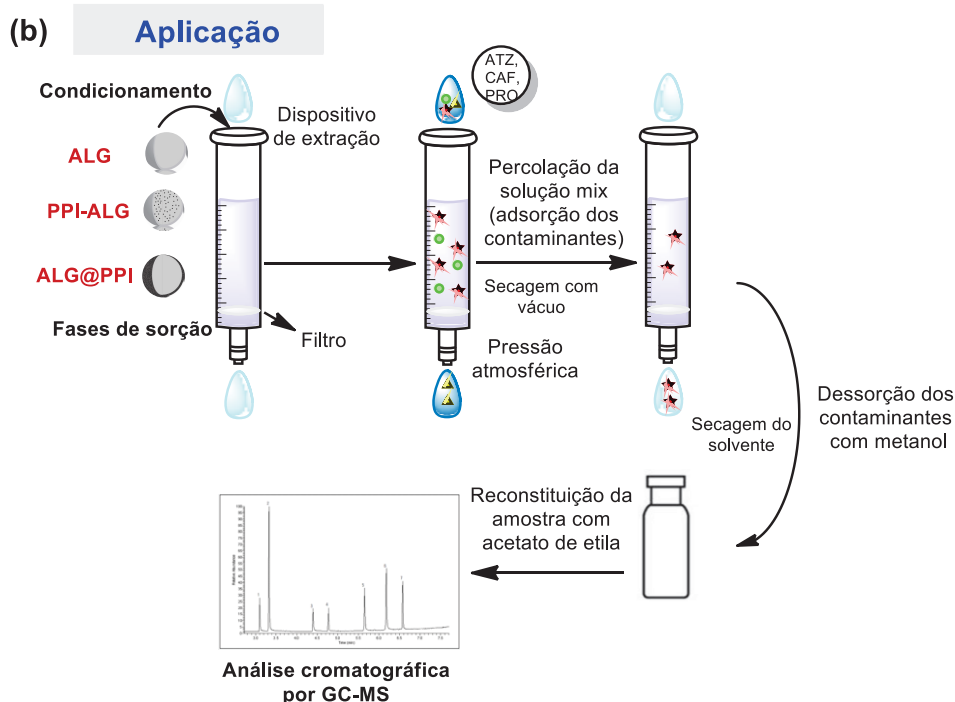 (b) Aplicação
Condicionamento
ALG
PPI-ALG
ALG@PPI
Fases de sorção
Dispositivo
de extração
Filtro
ATZ,
CAF,
PRO
Percolação da
solução mix
(adsorção dos
contaminantes)
Secagem com
vácuo
Pressão
atmosférica
Dessorção dos
contaminantes
com metanol
Secagem do
solvente
Reconstituição da
amostra com
acetato de etila
Análise cromatográfica
por GC-MS